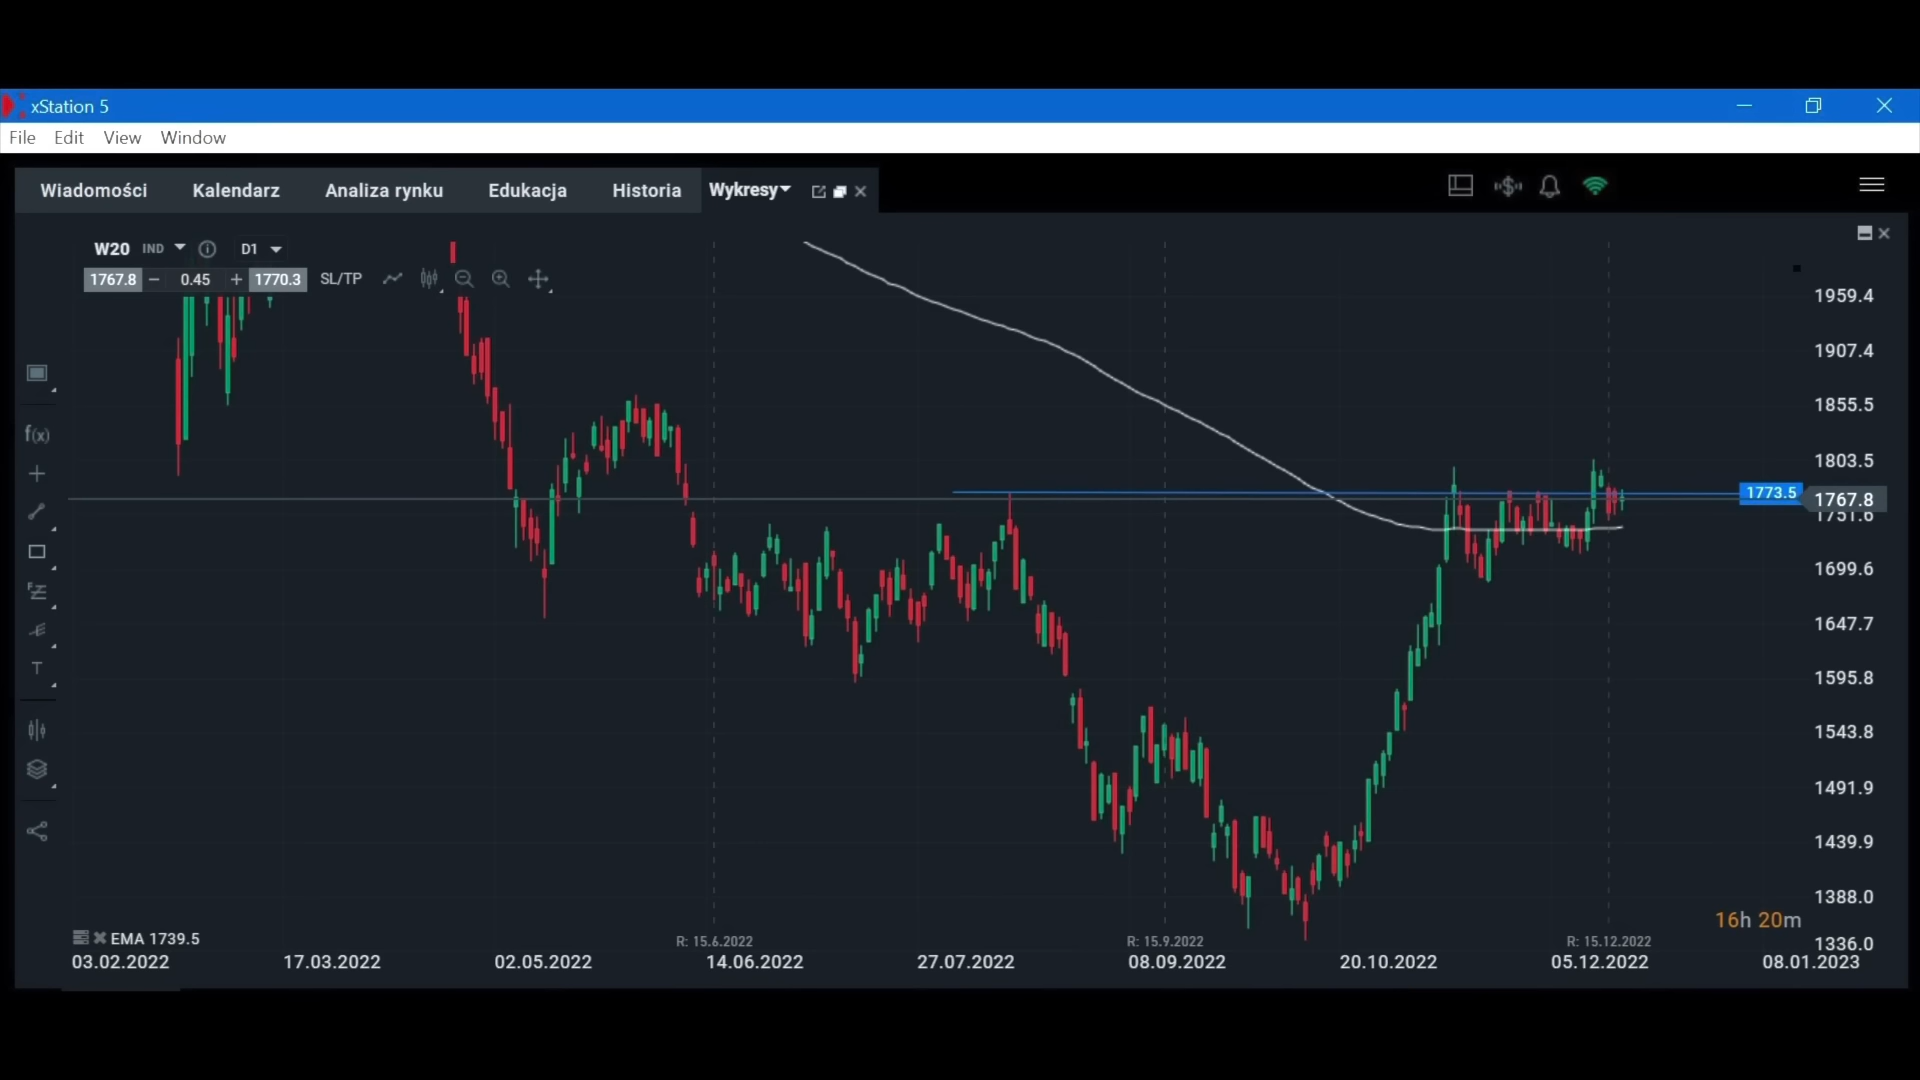 xStation 5
File Edit View Window
Wiadomości Kalendarz Analiza rynku Edukacja Historia Wykresy
W20 IND D1
1767.8 0.45 1770.3 SL/TP
1959.4
1907.4
1855.5
1803.5
1773.5 1767.8
1751.6
1699.6
1647.7
1595.8
1543.8
1491.9
1439.9
1388.0
16h 20m
1336.0
EMA 1739.5
R: 15.6.2022 R: 15.9.2022 R: 15.12.2022
03.02.2022 17.03.2022 02.05.2022 14.06.2022 27.07.2022 08.09.2022 20.10.2022 05.12.2022 08.01.2023
f(x)
T